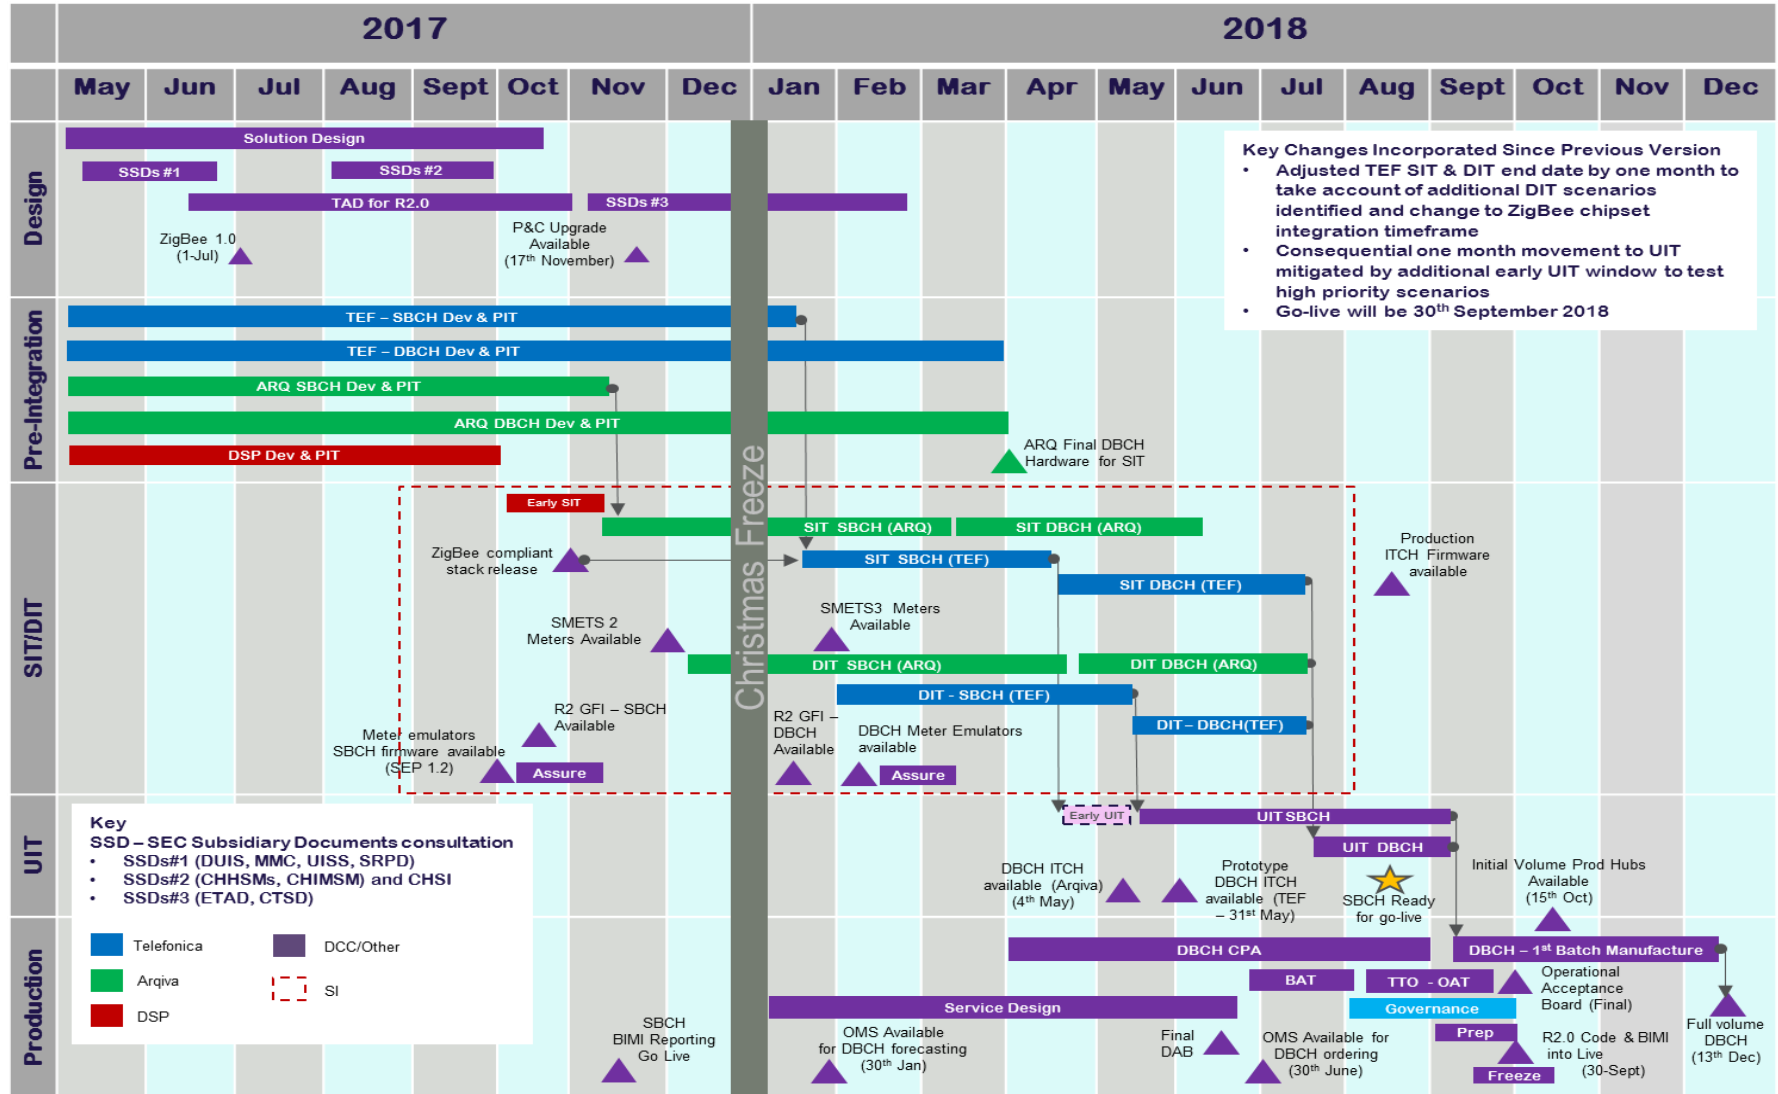 2017
2018
May Jun Jul Aug Sept Oct Nov Dec Jan Feb Mar Apr May Jun Jul Aug Sept Oct Nov Dec
Design
Solution Design
SSDs #1
SSDs #2
TAD for R2.0
SSDs #3
ZigBee 1.0
(1-Jul)
P&C Upgrade
Available
(17th November)
Key Changes Incorporated Since Previous Version
• Adjusted TEF SIT & DIT end date by one month to
take account of additional DIT scenarios
identified and change to ZigBee chipset
integration timeframe
• Consequential one month movement to UIT
mitigated by additional early UIT window to test
high priority scenarios
• Go-live will be 30th September 2018
Pre-Integration
TEF – SBCH Dev & PIT
TEF – DBCH Dev & PIT
ARQ SBCH Dev & PIT
ARQ DBCH Dev & PIT
DSP Dev & PIT
ARQ Final DBCH
Hardware for SIT
Christmas Freeze
SIT/DIT
Early SIT
SIT SBCH (ARQ)
SIT DBCH (ARQ)
ZigBee compliant
stack release
SIT SBCH (TEF)
SIT DBCH (TEF)
Production
ITCH Firmware
available
SMETS 2
Meters Available
SMETS3 Meters
Available
DIT SBCH (ARQ)
DIT DBCH (ARQ)
DIT - SBCH (TEF)
DIT – DBCH(TEF)
R2 GFI – SBCH
Available
Meter emulators
SBCH firmware available
(SEP 1.2)
Assure
R2 GFI –
DBCH
Available
DBCH Meter Emulators
available
Assure
UIT
Early UIT
UIT SBCH
UIT DBCH
DBCH ITCH
available (Arqiva)
(4th May)
Prototype
DBCH ITCH
available (TEF
– 31st May)
SBCH Ready
for go-live
Initial Volume Prod Hubs
Available
(15th Oct)
Key
SSD – SEC Subsidiary Documents consultation
• SSDs#1 (DUIS, MMC, UISS, SRPD)
• SSDs#2 (CHHSMs, CHIMSM) and CHSI
• SSDs#3 (ETAD, CTSD)
Telefonica
DCC/Other
Arqiva
SI
DSP
Production
DBCH CPA
DBCH – 1st Batch Manufacture
BAT
TTO - OAT
Operational
Acceptance
Board (Final)
Service Design
Governance
SBCH
BIMI Reporting
Go Live
OMS Available
for DBCH forecasting
(30th Jan)
Final
DAB
OMS Available for
DBCH ordering
(30th June)
Prep
R2.0 Code & BIMI
into Live
(30-Sept)
Freeze
Full volume
DBCH
(13th Dec)